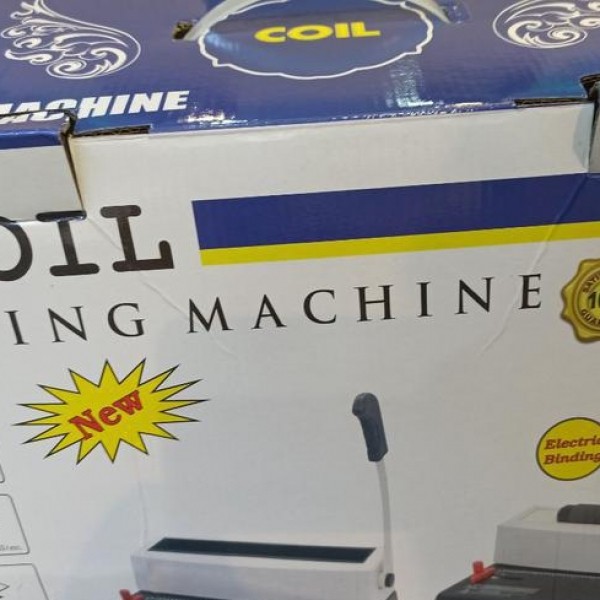 COIL
MACHINE
OIL
ING MACHINE
New
Electric
Binding